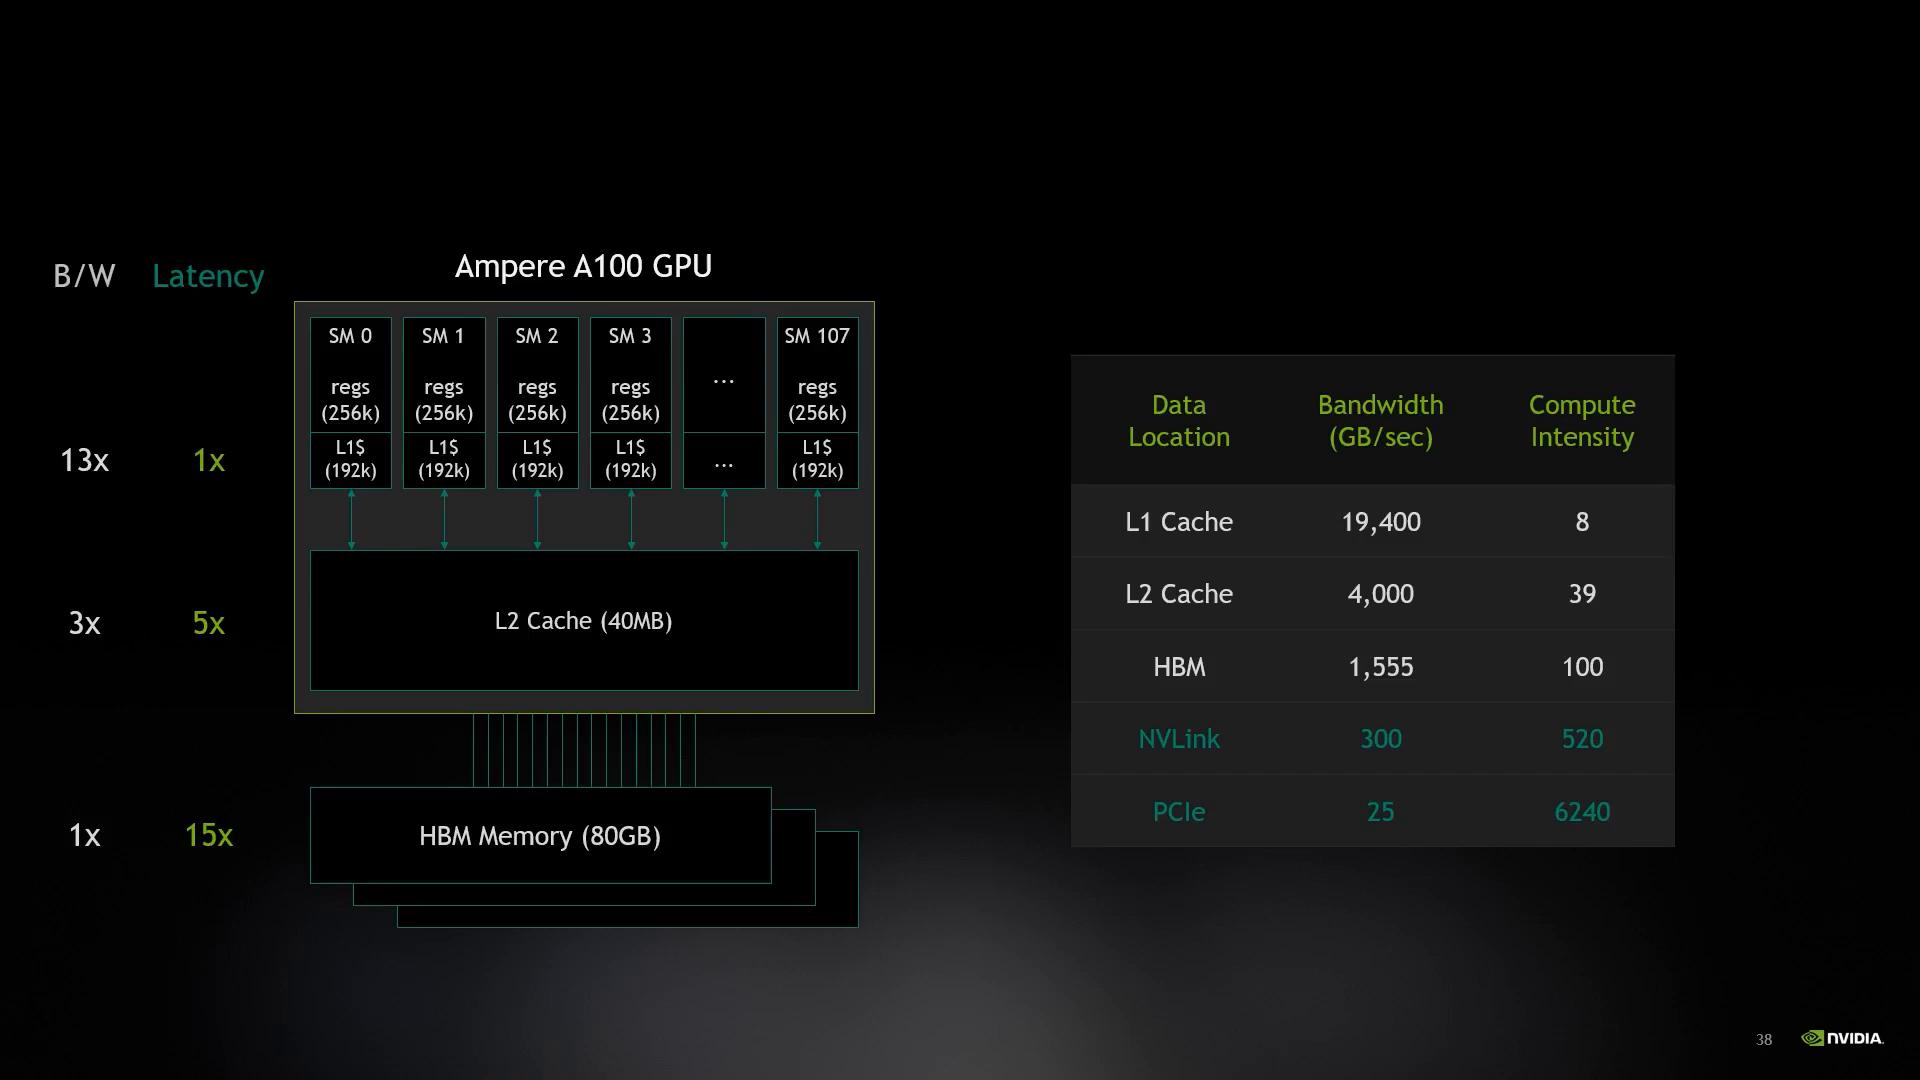 B/W Latency
Ampere A100 GPU
SM 0 SM 1 SM 2 SM 3 ... SM 107
regs regs regs regs regs
(256k) (256k) (256k) (256k) (256k)
13x 1x
L1$ L1$ L1$ L1$ ... L1$
(192k) (192k) (192k) (192k) (192k)
3x 5x
L2 Cache (40MB)
1x 15x
HBM Memory (80GB)
Data Location Bandwidth (GB/sec) Compute Intensity
L1 Cache 19,400 8
L2 Cache 4,000 39
HBM 1,555 100
NVLink 300 520
PCIe 25 6240
38 NVIDIA.